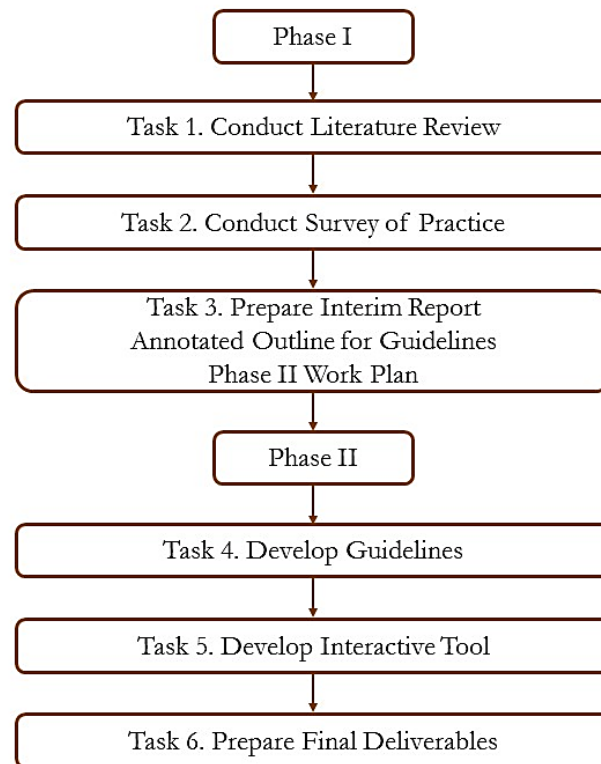 Phase I
Task 1. Conduct Literature Review
Task 2. Conduct Survey of Practice
Task 3. Prepare Interim Report
Annotated Outline for Guidelines
Phase II Work Plan
Phase II
Task 4. Develop Guidelines
Task 5. Develop Interactive Tool
Task 6. Prepare Final Deliverables